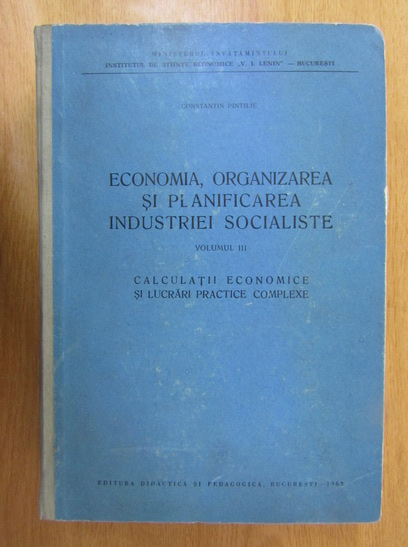 MINISTERUL ÎNVĂȚĂMÎNTULUI
INSTITUTUL DE ȘTIINȚE ECONOMICE „V. I. LENIN” — BUCUREȘTI
CONSTANTIN PINTILIE
ECONOMIA, ORGANIZAREA
ȘI PLANIFICAREA
INDUSTRIEI SOCIALISTE
VOLUMUL III
CALCULAȚII ECONOMICE
ȘI LUCRĂRI PRACTICE COMPLEXE
EDITURA DIDACTICĂ ȘI PEDAGOGICĂ, BUCUREȘTI